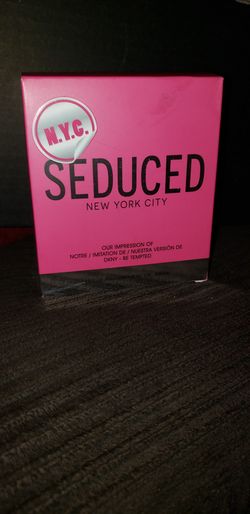 N.Y.C.
SEDUCED
NEW YORK CITY
OUR IMPRESSION OF
NOTRE / IMITATION DE / NUESTRA VERSIÓN DE
DKNY - BE TEMPTED